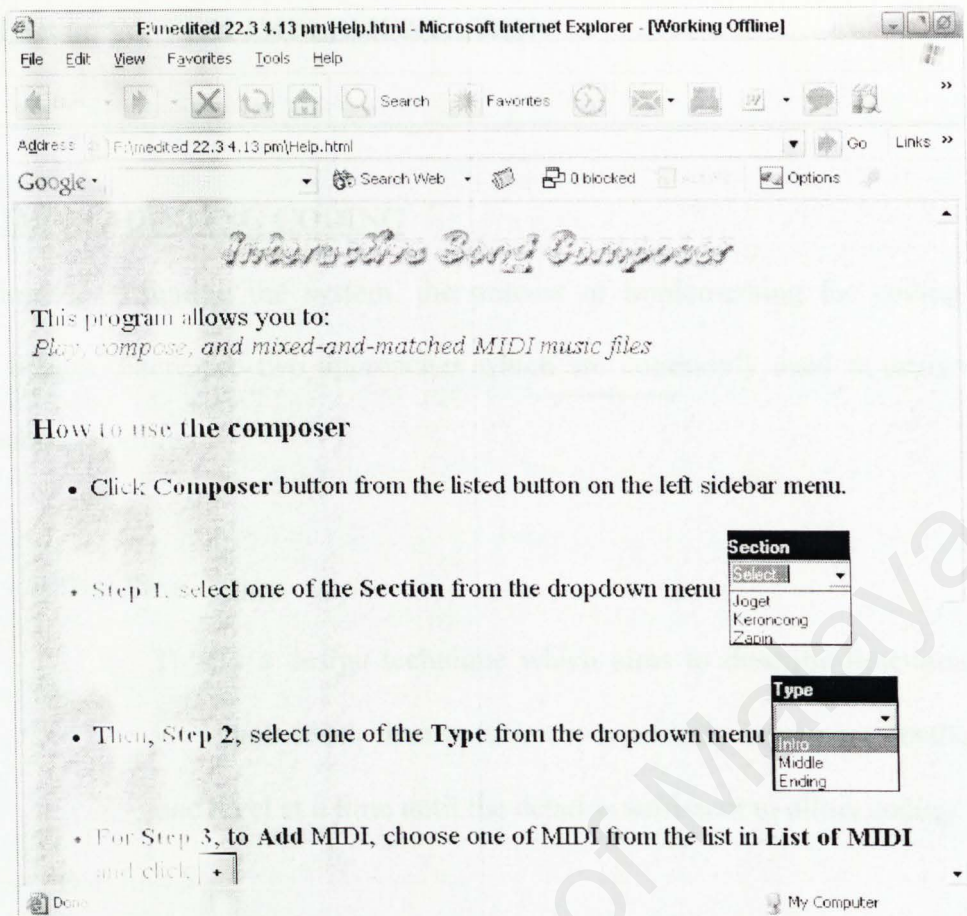 F:\medited 22.3 4.13 pm\Help.html - Microsoft Internet Explorer - [Working Offline]
File Edit View Favorites Tools Help
Search Favorites »
Address F:\medited 22.3 4.13 pm\Help.html Go Links »
Google Search Web 0 blocked Options
Interactive Song Composer
This program allows you to:
Play, compose, and mixed-and-matched MIDI music files
How to use the composer
• Click Composer button from the listed button on the left sidebar menu.
Section
• Step 1, select one of the Section from the dropdown menu Select...
Joget
Keroncong
Zapin
Type
• Then, Step 2, select one of the Type from the dropdown menu
Intro
Middle
Ending
• For Step 3, to Add MIDI, choose one of MIDI from the list in List of MIDI
and click +
Done My Computer
of Malaya